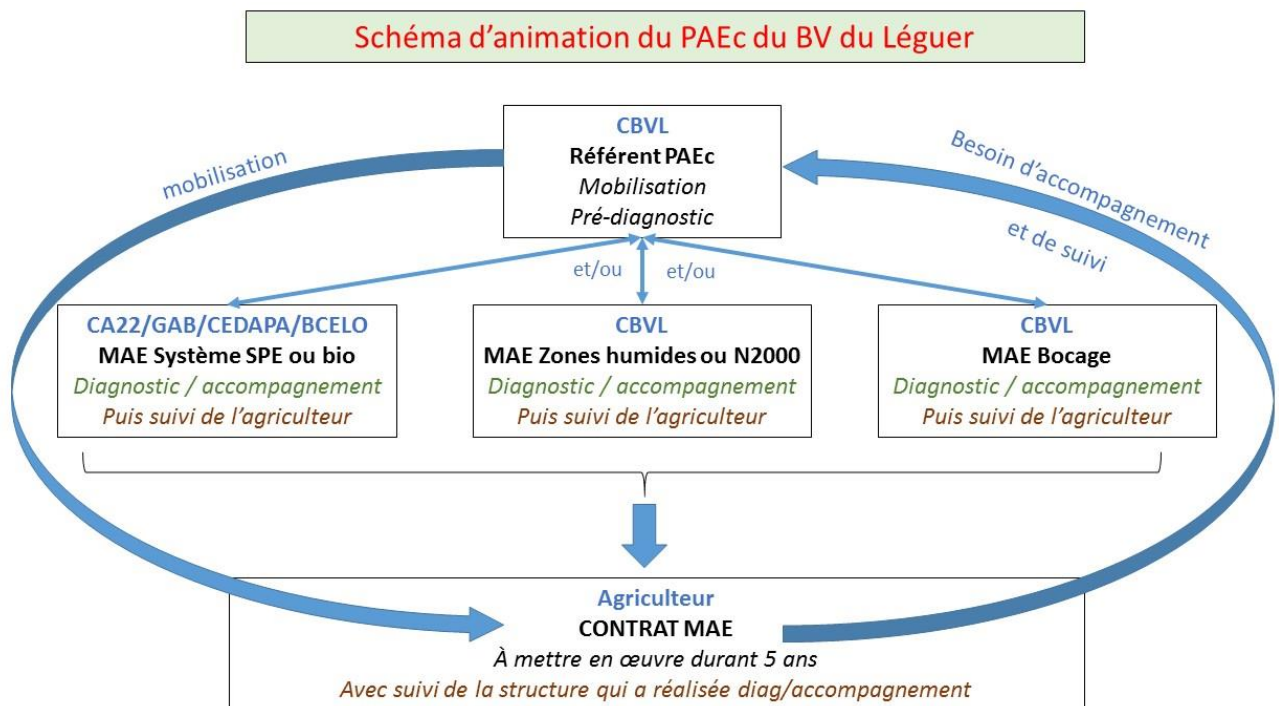 Schéma d’animation du PAEc du BV du Léguer
CBVL
Référent PAEc
Mobilisation
Pré-diagnostic
mobilisation
Besoin d’accompagnement
et de suivi
et/ou
et/ou
CA22/GAB/CEDAPA/BCELO
MAE Système SPE ou bio
Diagnostic / accompagnement
Puis suivi de l’agriculteur
CBVL
MAE Zones humides ou N2000
Diagnostic / accompagnement
Puis suivi de l’agriculteur
CBVL
MAE Bocage
Diagnostic / accompagnement
Puis suivi de l’agriculteur
Agriculteur
CONTRAT MAE
À mettre en œuvre durant 5 ans
Avec suivi de la structure qui a réalisée diag/accompagnement